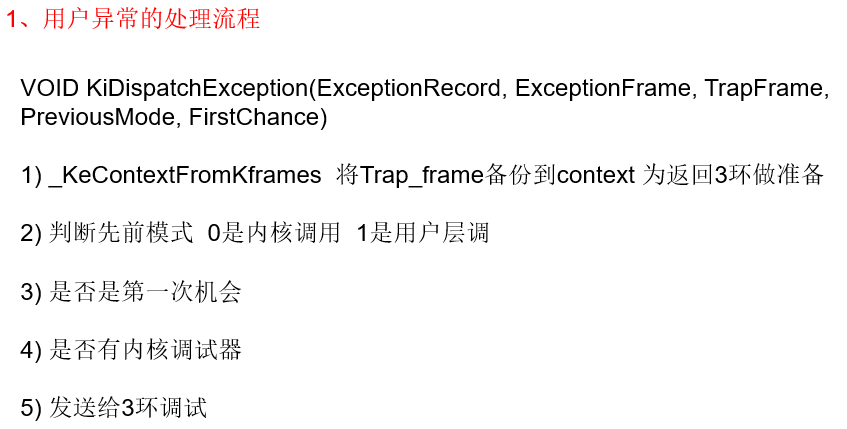 1、用户异常的处理流程
VOID KiDispatchException(ExceptionRecord, ExceptionFrame, TrapFrame,
PreviousMode, FirstChance)
1) _KeContextFromKframes  将Trap_frame备份到context 为返回3环做准备
2) 判断先前模式  0是内核调用  1是用户层调
3) 是否是第一次机会
4) 是否有内核调试器
5) 发送给3环调试